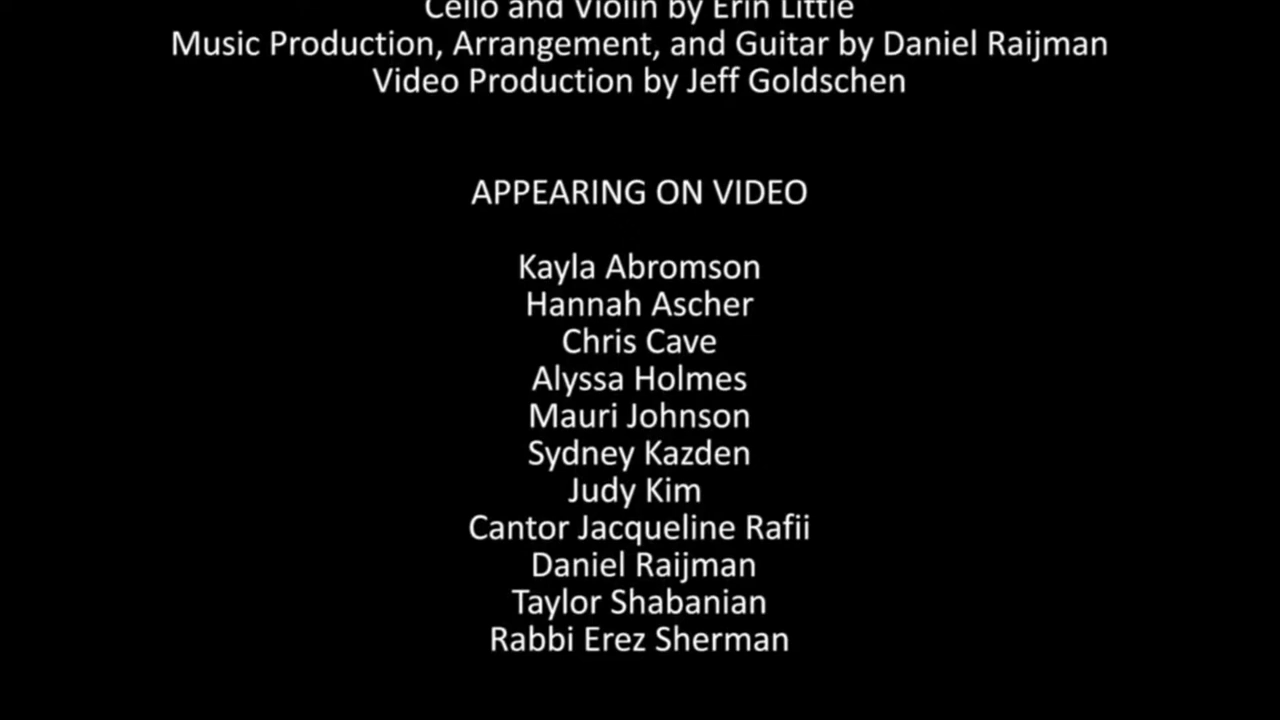 Cello and Violin by Erin Little
Music Production, Arrangement, and Guitar by Daniel Raijman
Video Production by Jeff Goldschen
APPEARING ON VIDEO
Kayla Abromson
Hannah Ascher
Chris Cave
Alyssa Holmes
Mauri Johnson
Sydney Kazden
Judy Kim
Cantor Jacqueline Rafii
Daniel Raijman
Taylor Shabanian
Rabbi Erez Sherman